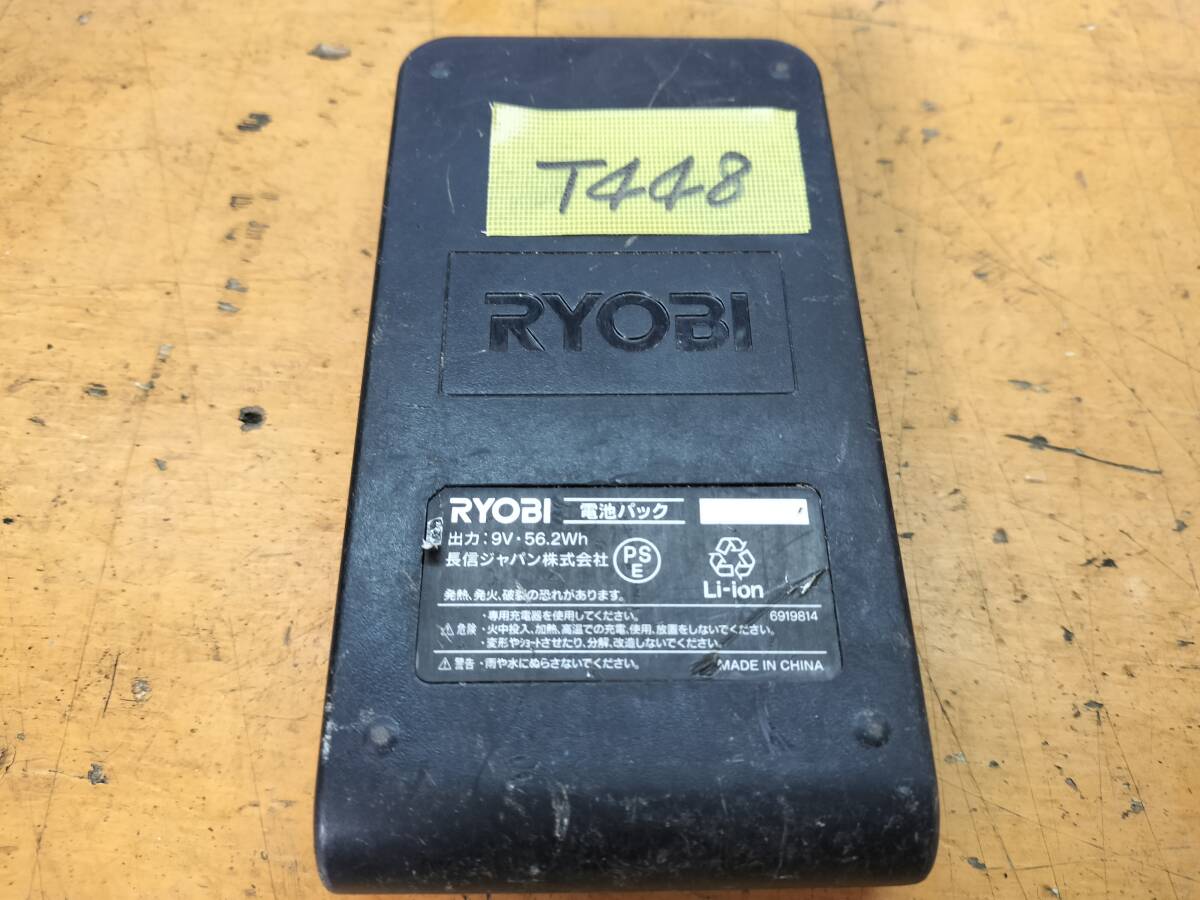 T448
RYOBI
RYOBI 電池パック
出力:9V・56.2Wh
長信ジャパン株式会社 PS E
Li-ion
発熱、発火、破裂の恐れがあります。
・専用充電器を使用してください。 6919814
⚠危険 ・火中投入、加熱、高温での充電、使用、放置をしないでください。
・変形やショートさせたり、分解、改造しないでください。
⚠警告 ・雨や水にぬらさないでください。 MADE IN CHINA